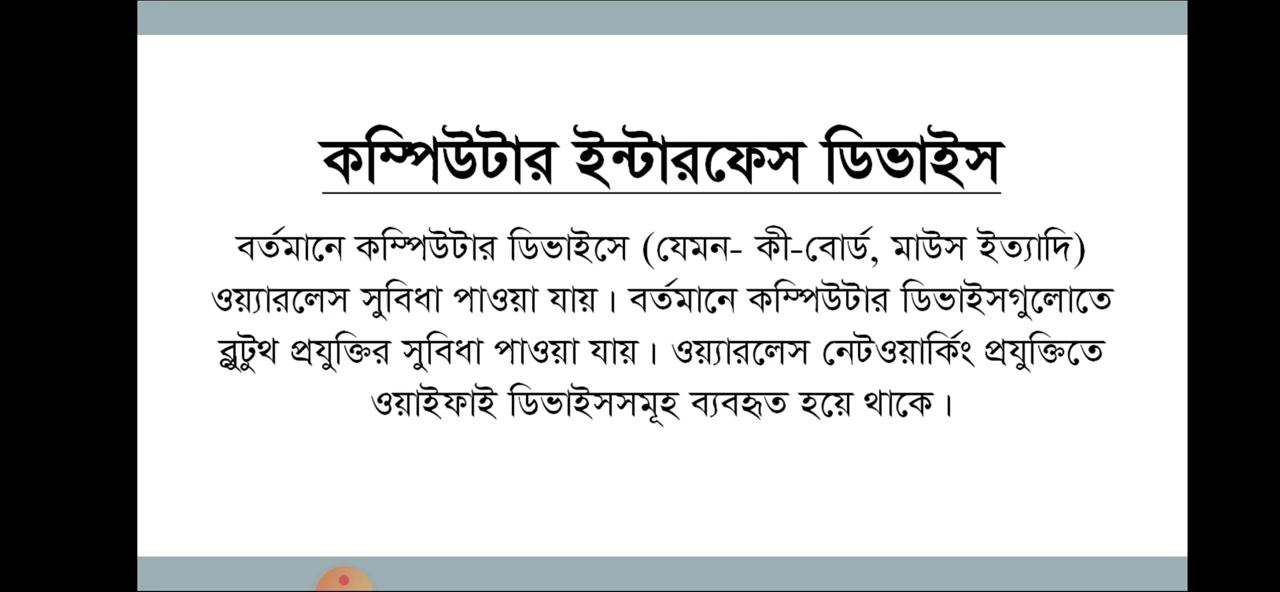 কম্পিউটার ইন্টারফেস ডিভাইস
বর্তমানে কম্পিউটার ডিভাইসে (যেমন- কী-বোর্ড, মাউস ইত্যাদি)
ওয়্যারলেস সুবিধা পাওয়া যায়। বর্তমানে কম্পিউটার ডিভাইসগুলোতে
ব্লুটুথ প্রযুক্তির সুবিধা পাওয়া যায়। ওয়্যারলেস নেটওয়ার্কিং প্রযুক্তিতে
ওয়াইফাই ডিভাইসসমূহ ব্যবহৃত হয়ে থাকে।